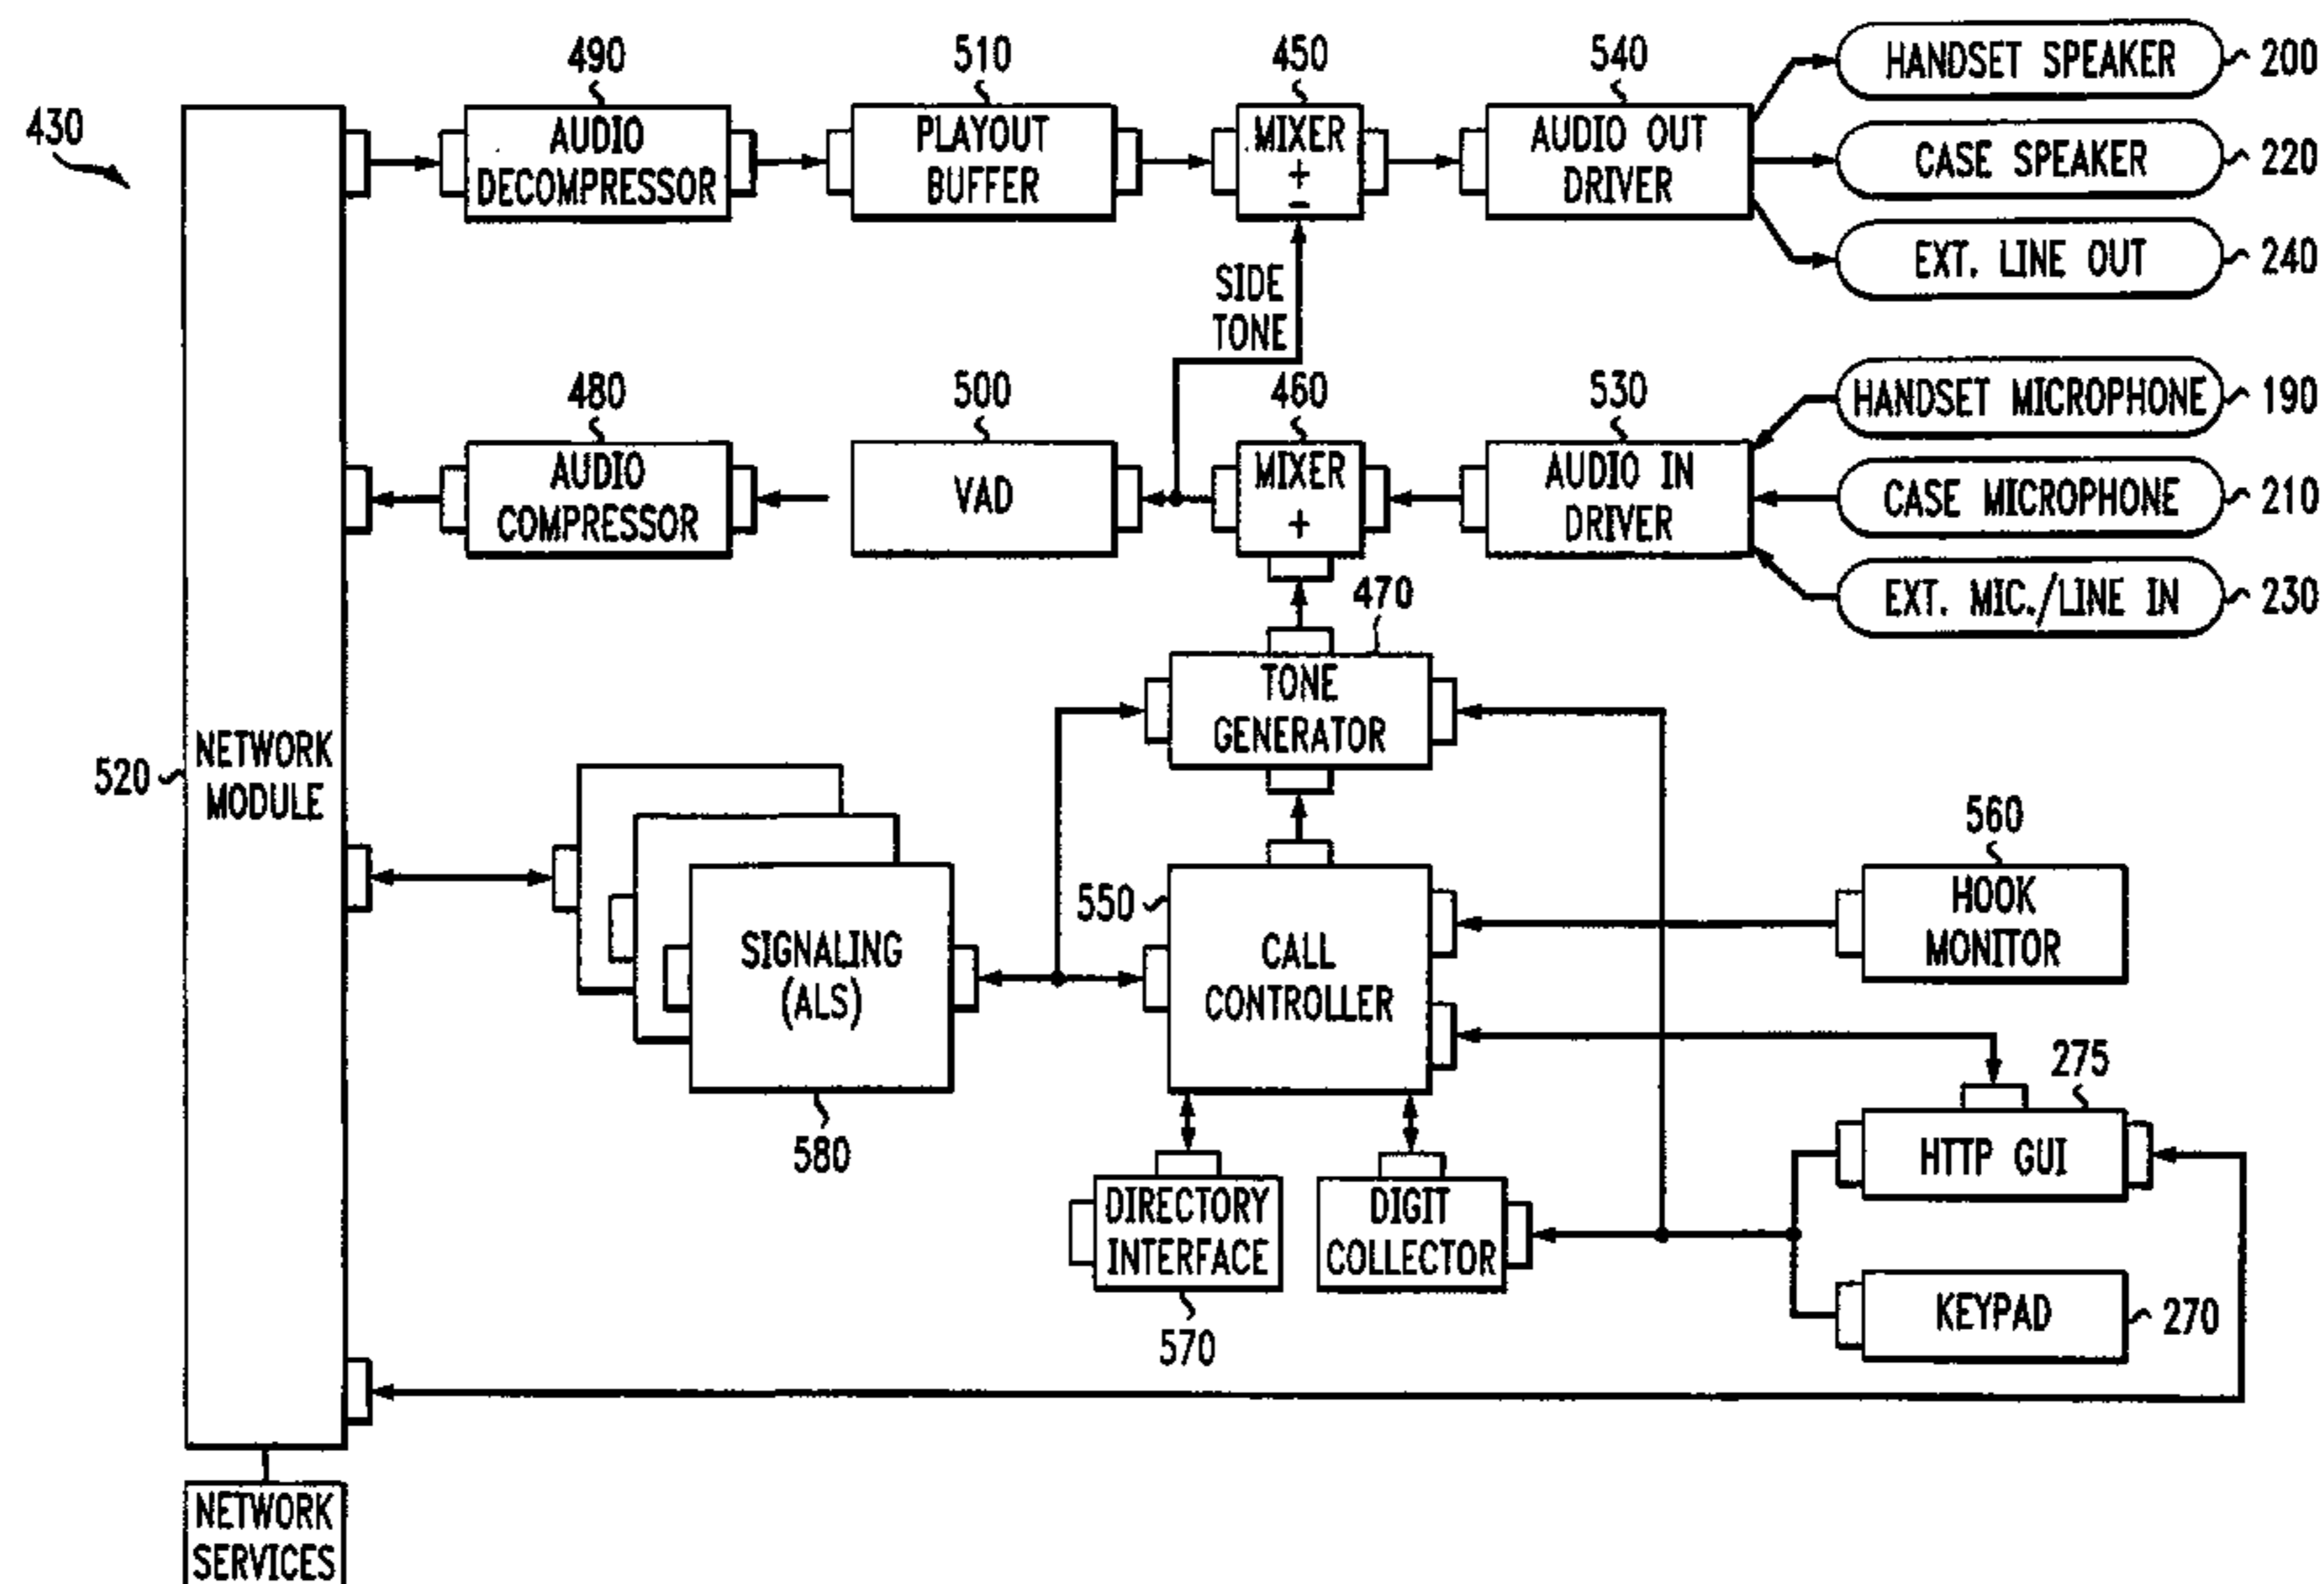 430
490
AUDIO
DECOMPRESSOR
510
PLAYOUT
BUFFER
450
MIXER
+
-
540
AUDIO OUT
DRIVER
HANDSET SPEAKER
200
CASE SPEAKER
220
EXT. LINE OUT
240
SIDE
TONE
480
AUDIO
COMPRESSOR
500
VAD
460
MIXER
+
530
AUDIO IN
DRIVER
HANDSET MICROPHONE
190
CASE MICROPHONE
210
EXT. MIC./LINE IN
230
470
TONE
GENERATOR
520
NETWORK
MODULE
SIGNALING
(ALS)
580
550
CALL
CONTROLLER
560
HOOK
MONITOR
275
HTTP GUI
DIRECTORY
INTERFACE
570
DIGIT
COLLECTOR
KEYPAD
270
NETWORK
SERVICES